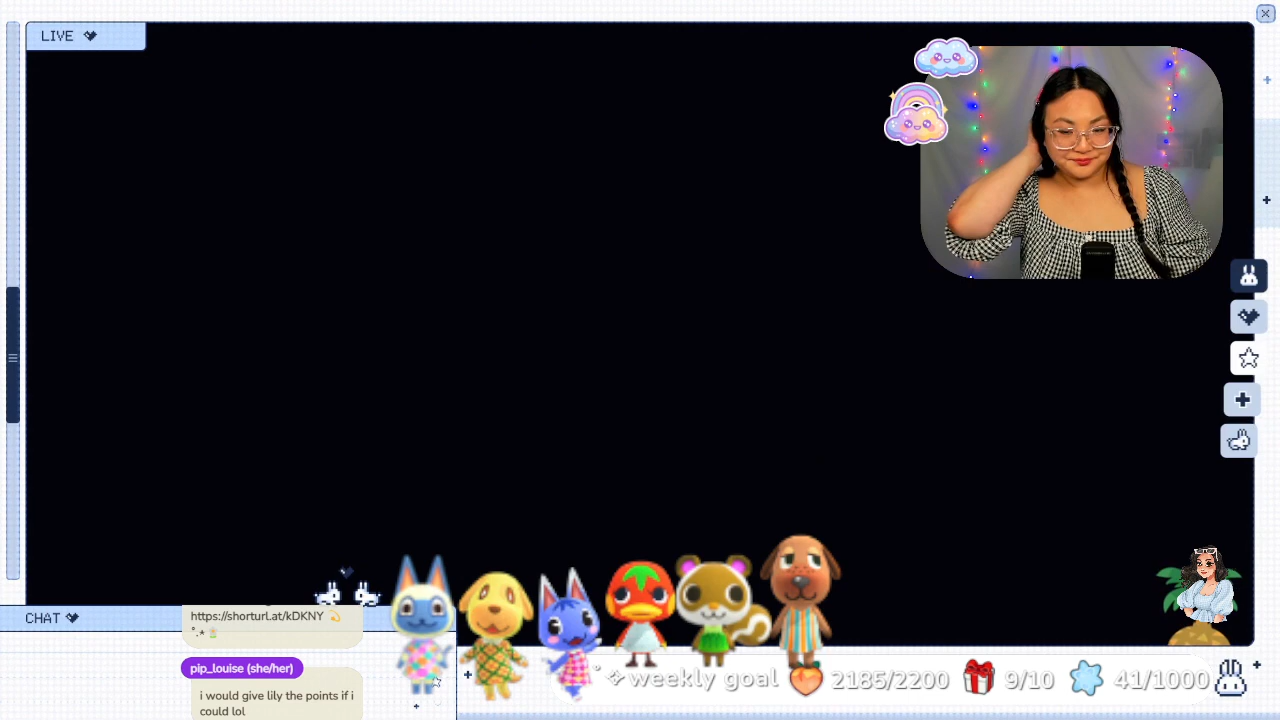 LIVE
CHAT
https://shorturl.at/kDKNY
pip_louise (she/her)
i would give lily the points if i
could lol
weekly goal 2185/2200 9/10 41/1000